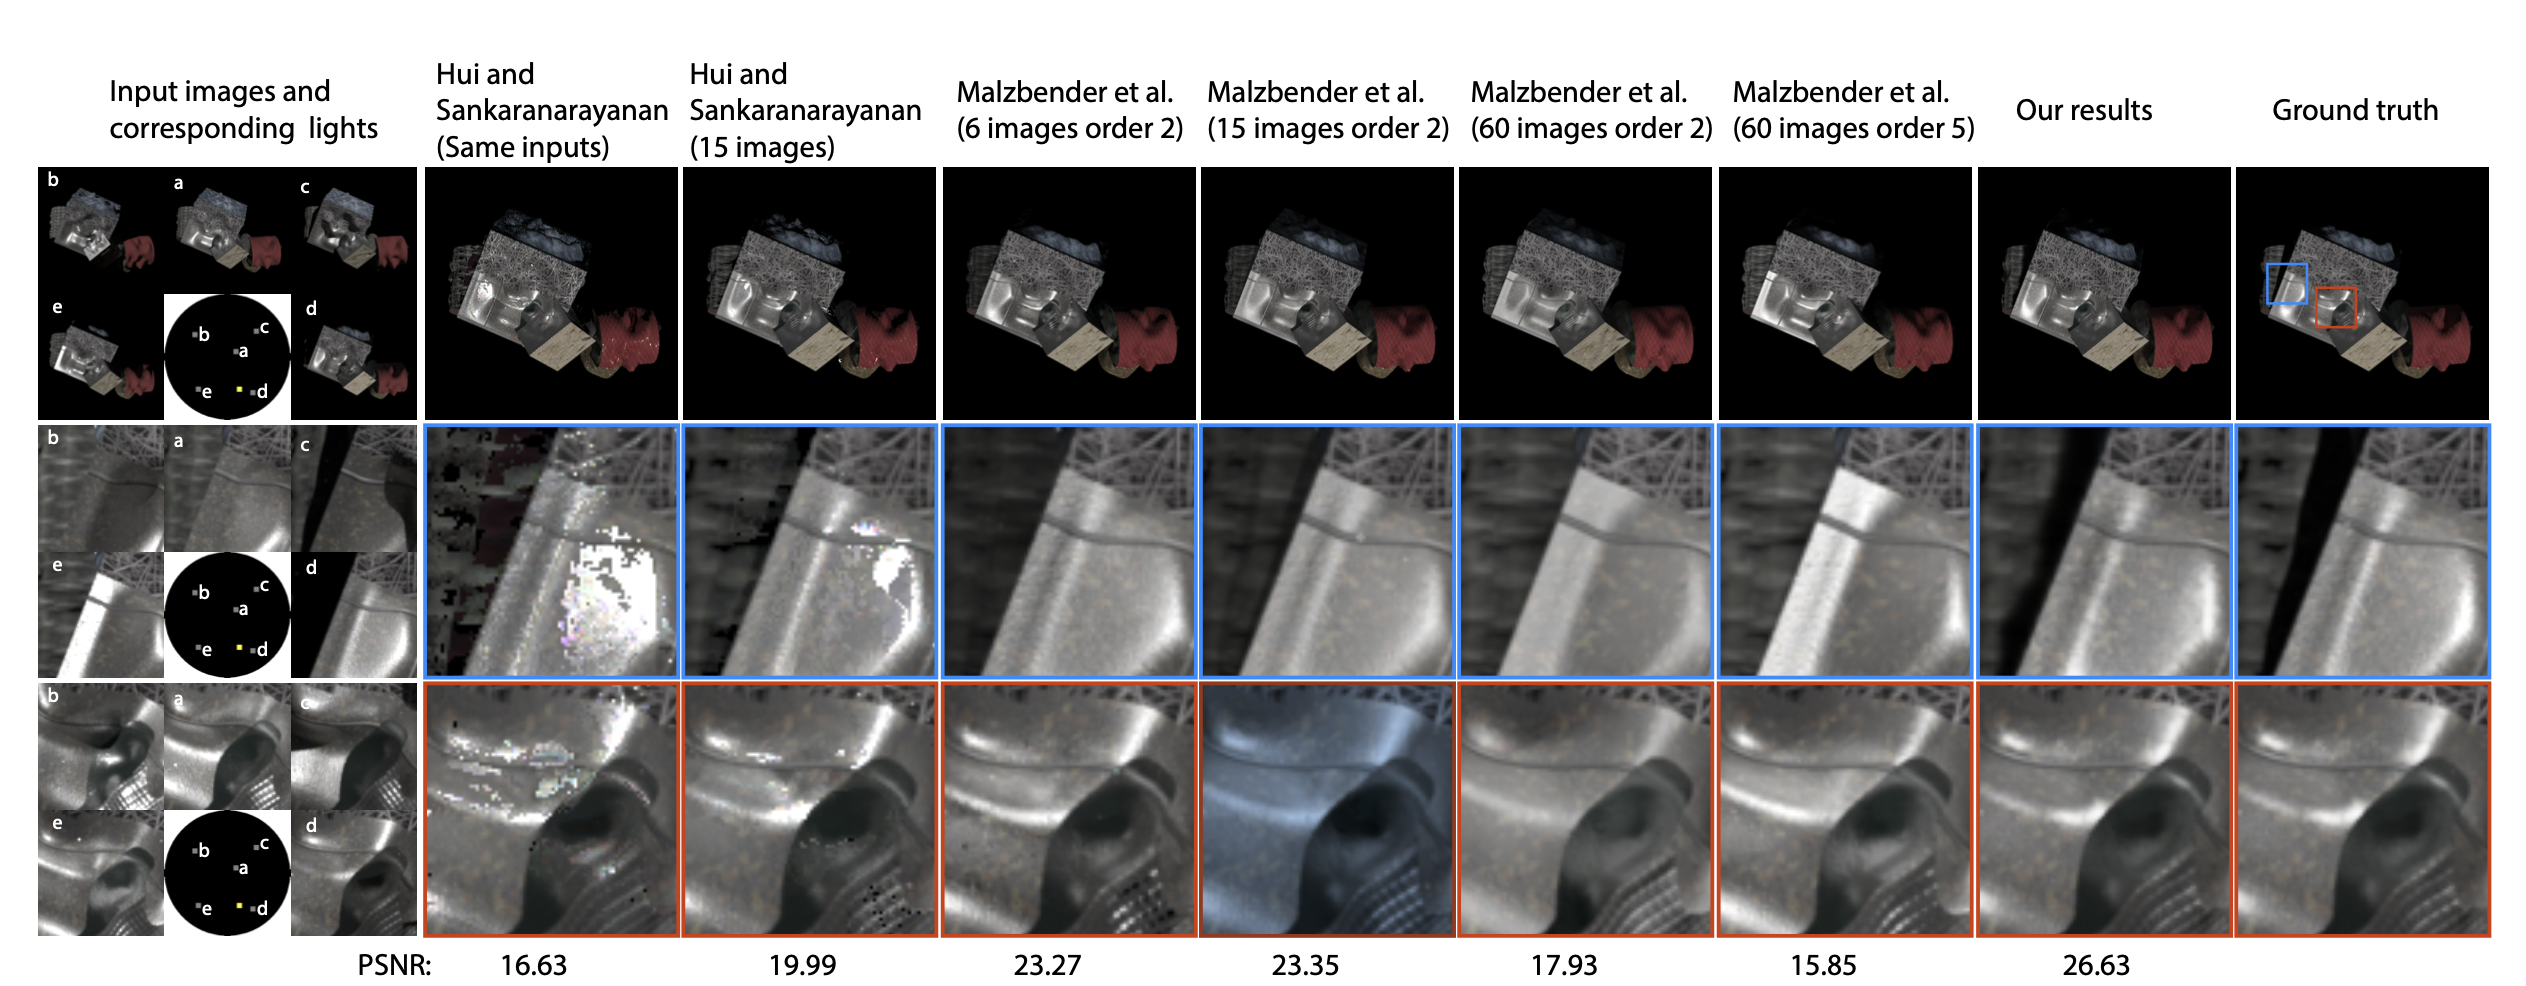 Input images and
corresponding lights
Hui and
Sankaranarayanan
(Same inputs)
Hui and
Sankaranarayanan
(15 images)
Malzbender et al.
(6 images order 2)
Malzbender et al.
(15 images order 2)
Malzbender et al.
(60 images order 2)
Malzbender et al.
(60 images order 5)
Our results
Ground truth
b a c
e d
b c
a
e d
b a c
e d
b c
a
e d
b a c
e d
b c
a
e d
PSNR: 16.63 19.99 23.27 23.35 17.93 15.85 26.63